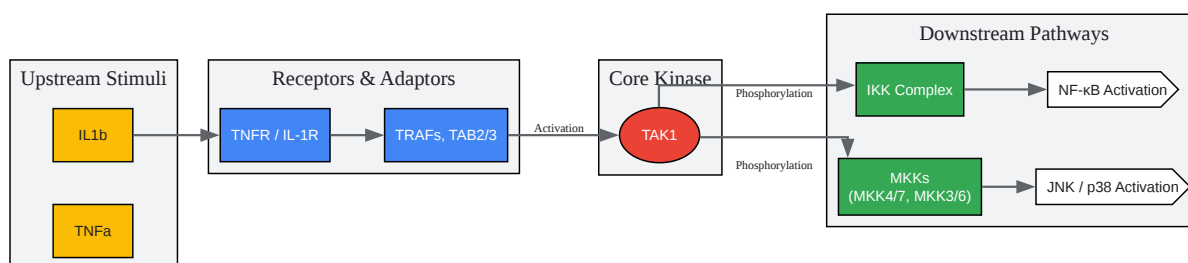 Upstream Stimuli
IL1b
TNFa
Receptors & Adaptors
TNFR / IL-1R
TRAFs, TAB2/3
Activation
Core Kinase
TAK1
Phosphorylation
Phosphorylation
Downstream Pathways
IKK Complex
NF-κB Activation
MKKs
(MKK4/7, MKK3/6)
JNK / p38 Activation